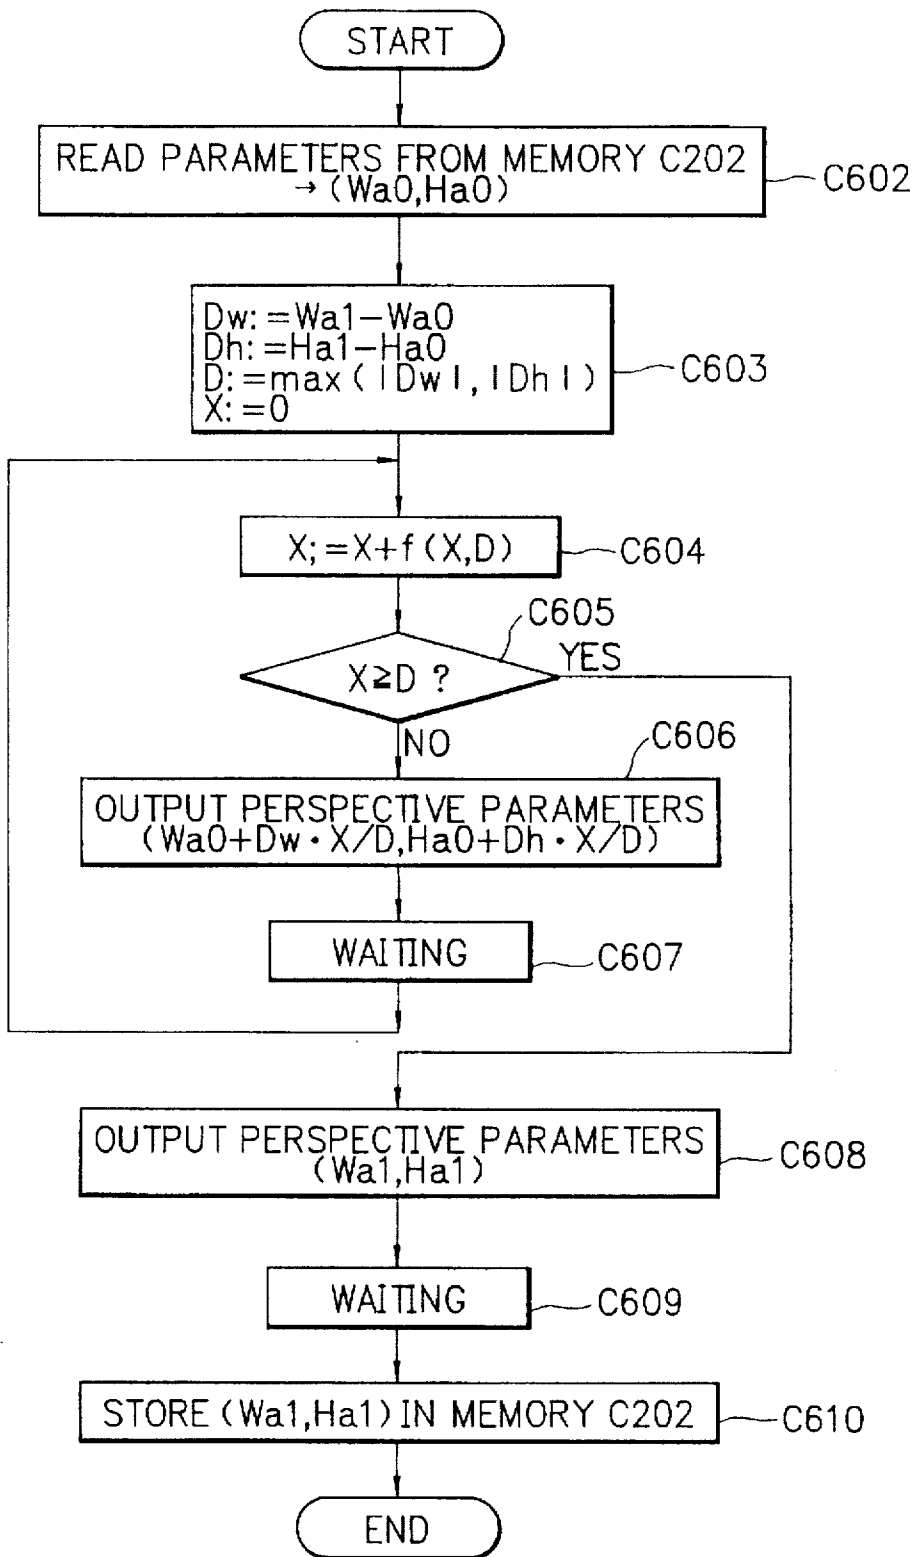 START
READ PARAMETERS FROM MEMORY C202
→ (Wa0,Ha0)
C602
Dw:=Wa1-Wa0
Dh:=Ha1-Ha0
D:=max(|Dw|,|Dh|)
X:=0
C603
X;=X+f(X,D)
C604
C605
X≧D ?
YES
NO
C606
OUTPUT PERSPECTIVE PARAMETERS
(Wa0+Dw・X/D,Ha0+Dh・X/D)
WAITING
C607
OUTPUT PERSPECTIVE PARAMETERS
(Wa1,Ha1)
C608
WAITING
C609
STORE (Wa1,Ha1) IN MEMORY C202
C610
END